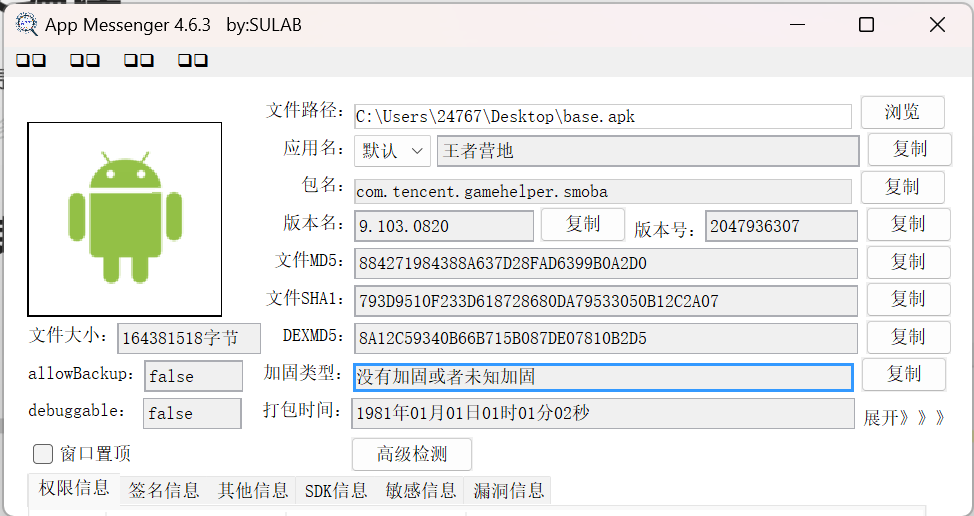 App Messenger 4.6.3 by:SULAB
文件路径: C:\Users\24767\Desktop\base.apk 浏览
应用名: 默认 王者营地 复制
包名: com.tencent.gamehelper.smoba 复制
版本名: 9.103.0820 复制 版本号: 2047936307 复制
文件MD5: 884271984388A637D28FAD6399B0A2D0 复制
文件SHA1: 793D9510F233D618728680DA79533050B12C2A07 复制
文件大小: 164381518字节 DEXMD5: 8A12C59340B66B715B087DE07810B2D5 复制
allowBackup: false 加固类型: 没有加固或者未知加固 复制
debuggable: false 打包时间: 1981年01月01日01时01分02秒 展开》》》
窗口置顶 高级检测
权限信息 签名信息 其他信息 SDK信息 敏感信息 漏洞信息